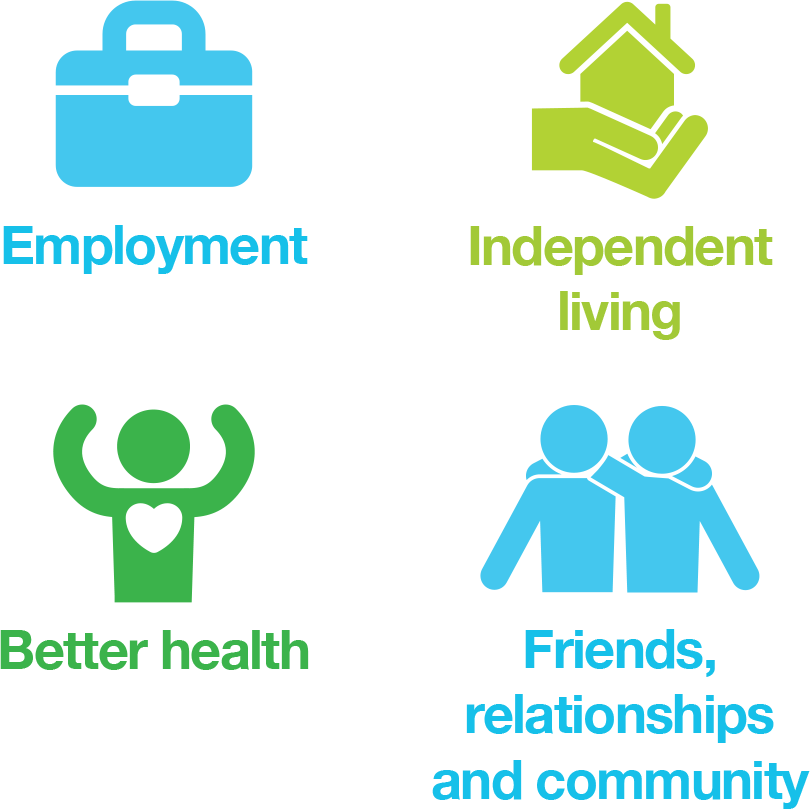 Employment
Independent
living
Better health
Friends,
relationships
and community